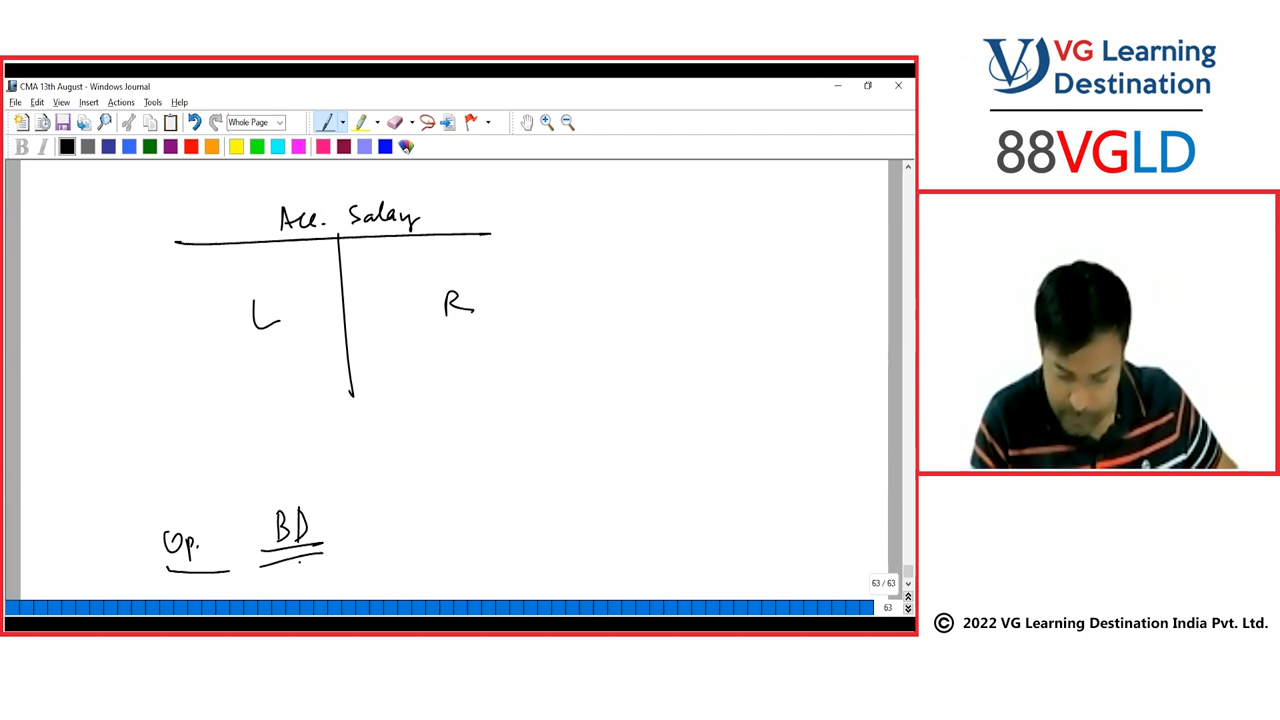 CMA 13th August - Windows Journal
File Edit View Insert Actions Tools Help
Whole Page
B I
Acc. Salary
L R
Op. BD
63 / 63
63
VG Learning
Destination
88VGLD
© 2022 VG Learning Destination India Pvt. Ltd.